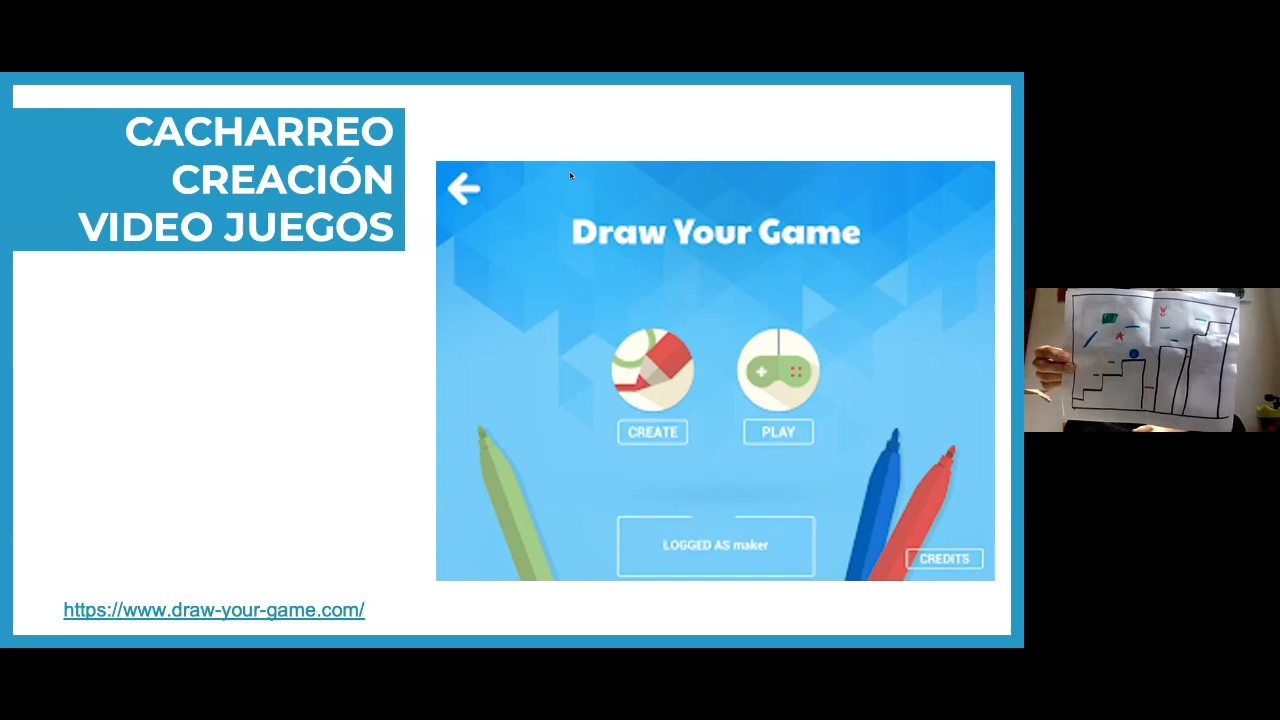 CACHARREO
CREACIÓN
VIDEO JUEGOS
Draw Your Game
CREATE
PLAY
LOGGED AS maker
CREDITS
https://www.draw-your-game.com/